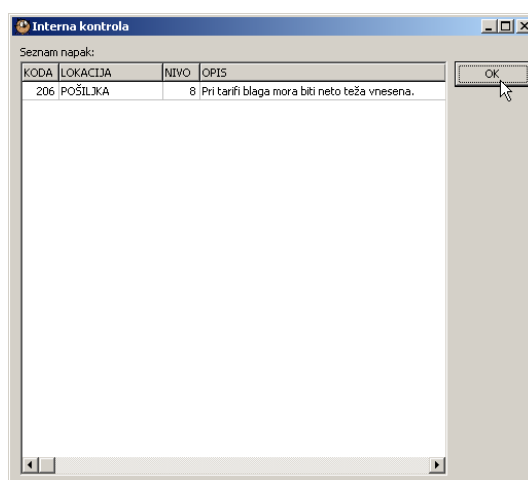 Interna kontrola
Seznam napak:
KODA LOKACIJA NIVO OPIS
OK
206 POŠILJKA 8 Pri tarifi blaga mora biti neto teža vnesena.